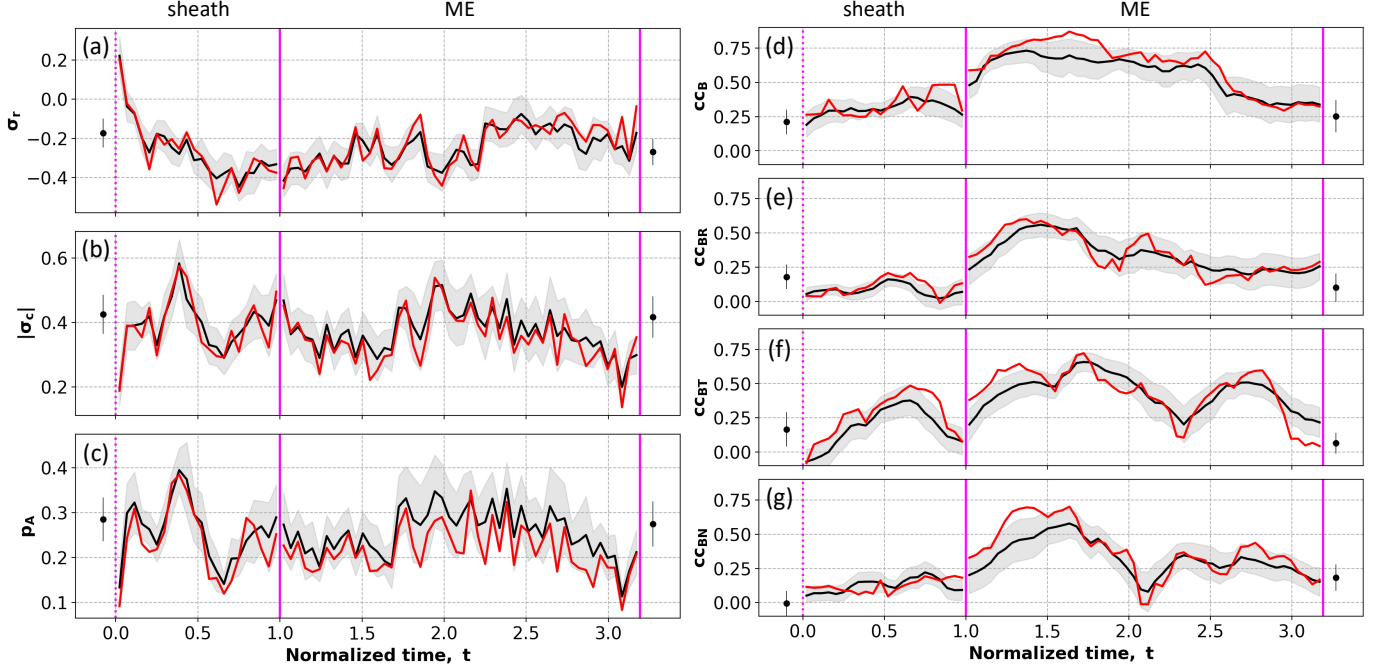 sheath ME
(a)
σr
0.2
0.0
−0.2
−0.4
(b)
|σc|
0.6
0.4
0.2
(c)
pA
0.4
0.3
0.2
0.1
0.0 0.5 1.0 1.5 2.0 2.5 3.0
Normalized time, t
sheath ME
(d)
ccB
0.75
0.50
0.25
0.00
(e)
ccBR
0.75
0.50
0.25
0.00
(f)
ccBT
0.75
0.50
0.25
0.00
(g)
ccBN
0.75
0.50
0.25
0.00
0.0 0.5 1.0 1.5 2.0 2.5 3.0
Normalized time, t